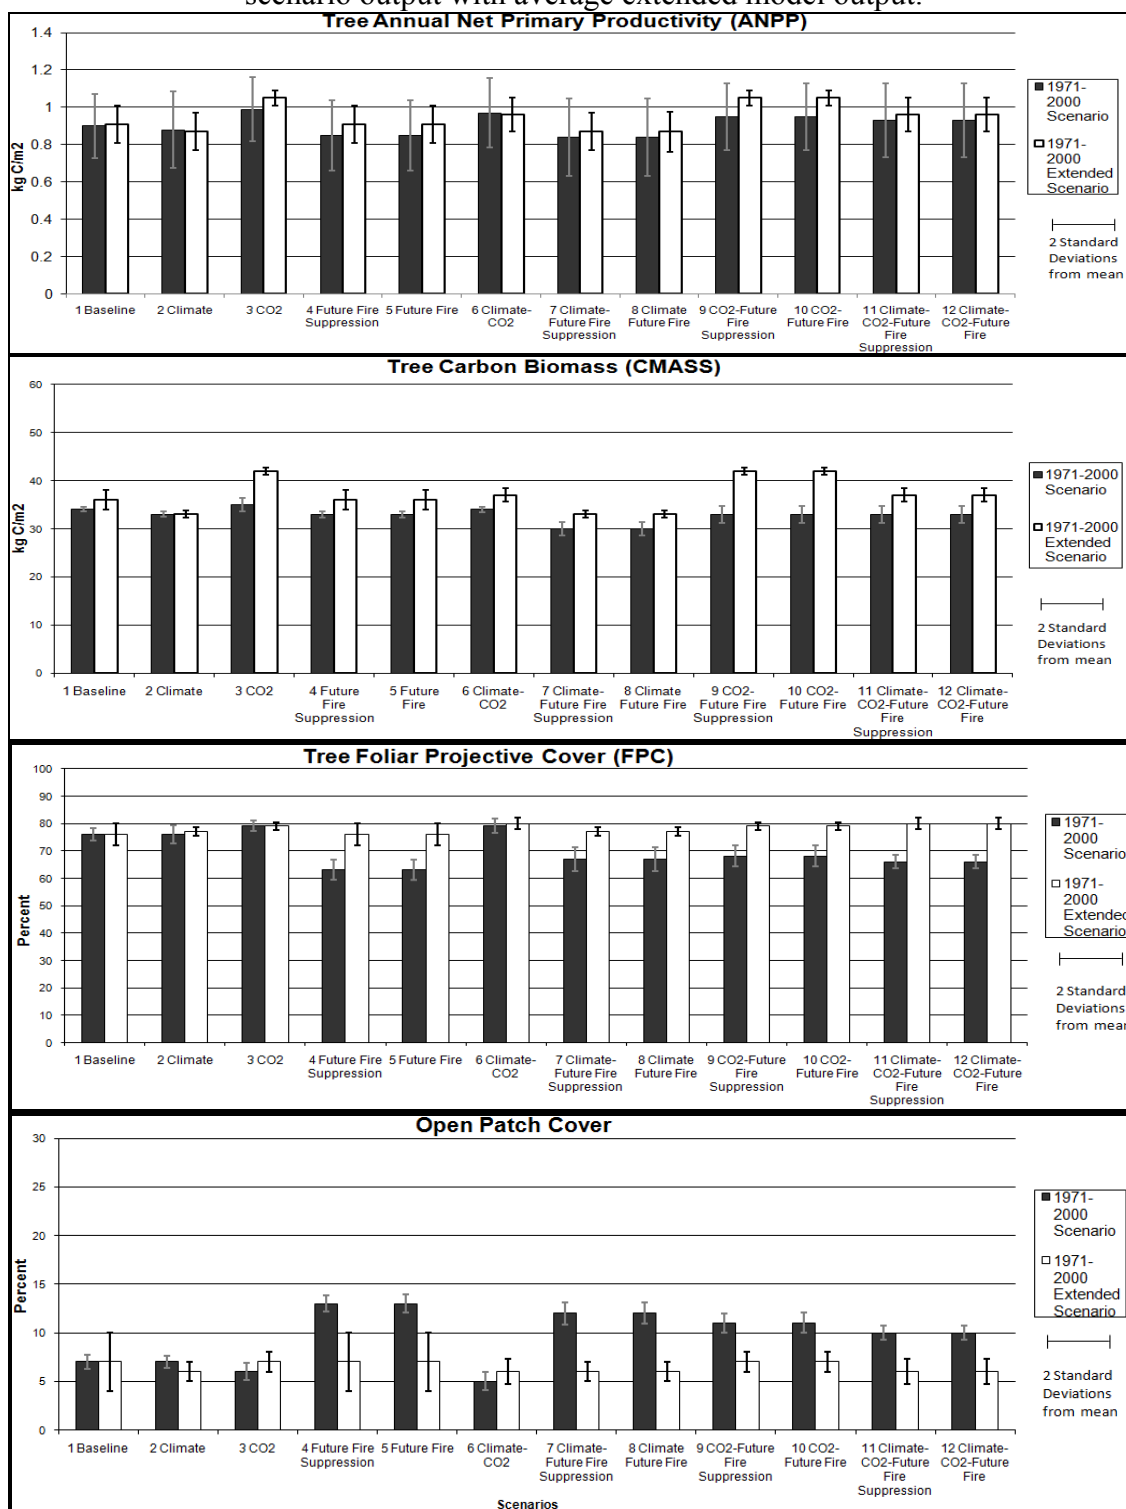 scenario output with average extended model output.
Tree Annual Net Primary Productivity (ANPP)
1.4
1.2
1
0.8
0.6
0.4
0.2
0
kg C/m2
1 Baseline
2 Climate
3 CO2
4 Future Fire
Suppression
5 Future Fire
6 Climate-
CO2
7 Climate-
Future Fire
Suppression
8 Climate
Future Fire
9 CO2-Future
Fire
Suppression
10 CO2-
Future Fire
11 Climate-
CO2-Future
Fire
Suppression
12 Climate-
CO2-Future
Fire
1971-
2000
Scenario
1971-
2000
Extended
Scenario
2 Standard
Deviations
from mean
Tree Carbon Biomass (CMASS)
60
50
40
30
20
10
0
kg C/m2
1 Baseline
2 Climate
3 CO2
4 Future
Fire
Suppression
5 Future
Fire
6 Climate-
CO2
7 Climate-
Future Fire
Suppression
8 Climate
Future Fire
9 CO2-
Future Fire
Suppression
10 CO2-
Future Fire
11 Climate-
CO2-Future
Fire
Suppression
12 Climate-
CO2-Future
Fire
1971-2000
Scenario
1971-2000
Extended
Scenario
2 Standard
Deviations
from mean
Tree Foliar Projective Cover (FPC)
100
90
80
70
60
50
40
30
20
10
0
Percent
1 Baseline
2 Climate
3 CO2
4 Future Fire
Suppression
5 Future Fire
6 Climate-
CO2
7 Climate-
Future Fire
Suppression
8 Climate
Future Fire
9 CO2-Future
Fire
Suppression
10 CO2-
Future Fire
11 Climate-
CO2-Future
Fire
Suppression
12 Climate-
CO2-Future
Fire
1971-
2000
Scenario
1971-
2000
Extended
Scenario
2 Standard
Deviations
from mean
Open Patch Cover
30
25
20
15
10
5
0
Percent
1 Baseline
2 Climate
3 CO2
4 Future Fire
Suppression
5 Future Fire
6 Climate-
CO2
7 Climate-
Future Fire
Suppression
8 Climate
Future Fire
9 CO2-Future
Fire
Suppression
10 CO2-
Future Fire
11 Climate-
CO2-Future
Fire
Suppression
12 Climate-
CO2-Future
Fire
Scenarios
1971-
2000
Scenario
1971-
2000
Extended
Scenario
2 Standard
Deviations
from mean